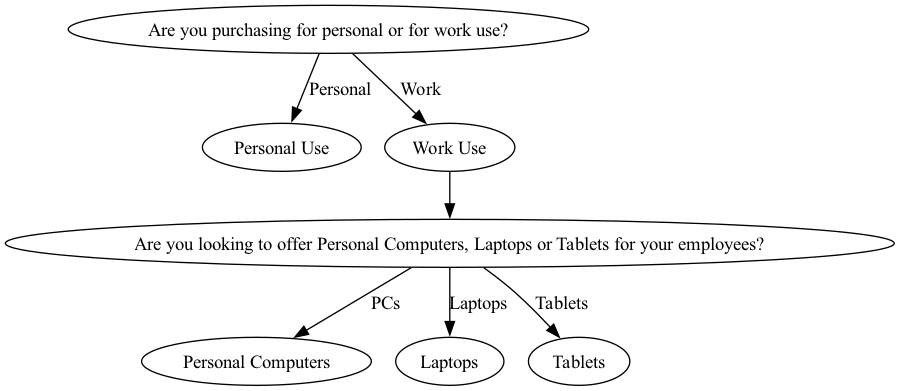 Are you purchasing for personal or for work use?
Personal
Work
Personal Use
Work Use
Are you looking to offer Personal Computers, Laptops or Tablets for your employees?
PCs
Laptops
Tablets
Personal Computers
Laptops
Tablets